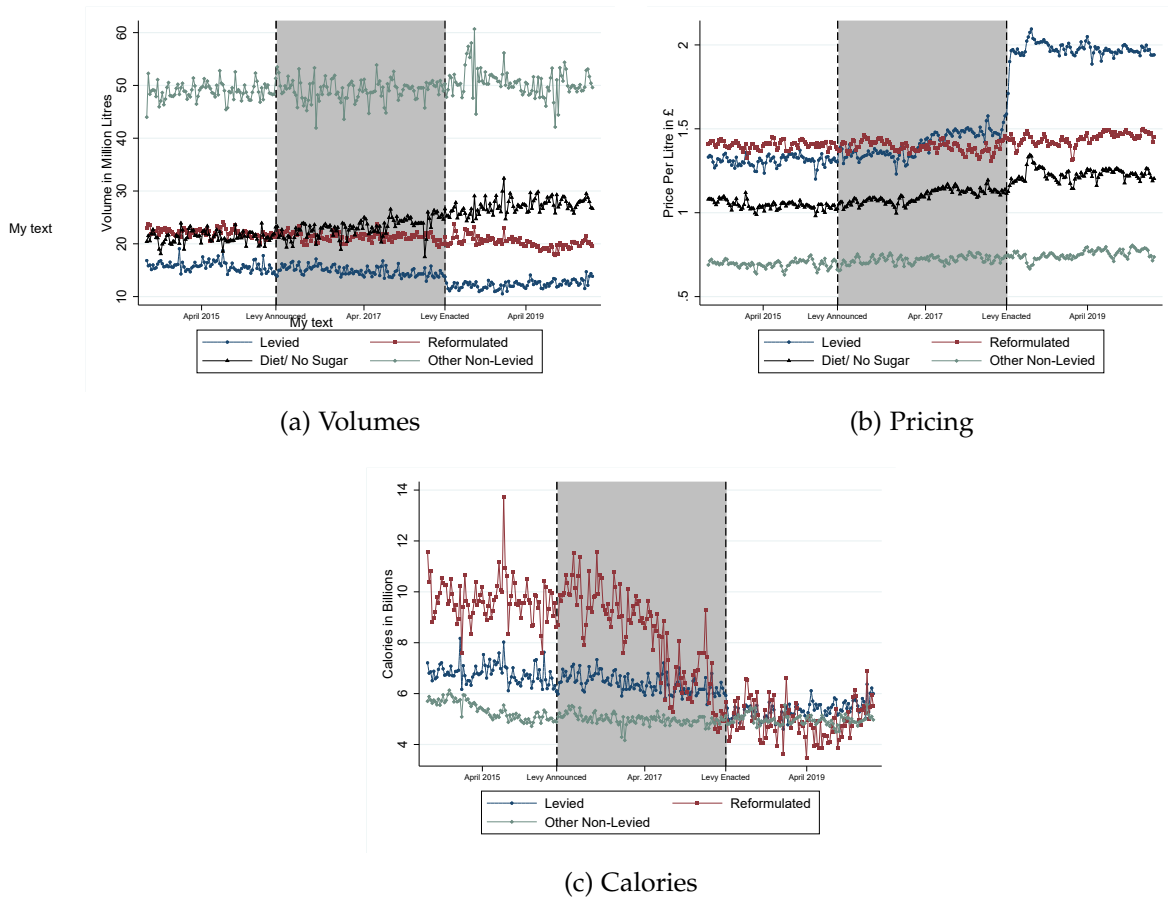 My text
Volume in Million Litres
60
50
40
30
20
10
April 2015
Levy Announced
Apr. 2017
Levy Enacted
April 2019
My text
Levied
Reformulated
Diet/ No Sugar
Other Non-Levied
(a) Volumes
Price Per Litre in £
2
1.5
1
.5
April 2015
Levy Announced
Apr. 2017
Levy Enacted
April 2019
Levied
Reformulated
Diet/ No Sugar
Other Non-Levied
(b) Pricing
Calories in Billions
14
12
10
8
6
4
April 2015
Levy Announced
Apr. 2017
Levy Enacted
April 2019
Levied
Reformulated
Other Non-Levied
(c) Calories